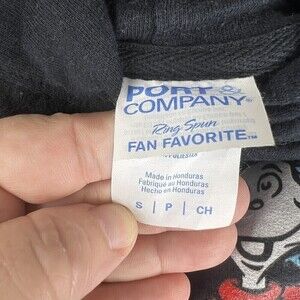 PORT &
COMPANY®
Ring Spun
FAN FAVORITE™
Made in Honduras
Fabriqué au Honduras
Hecho en Honduras
S | P | CH